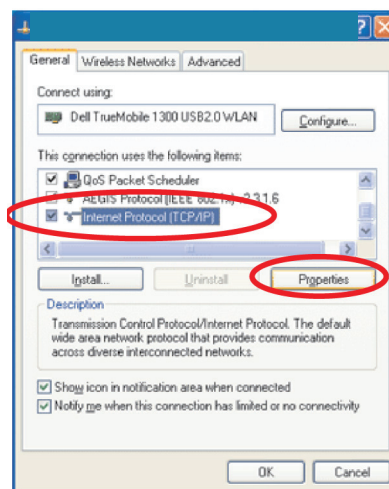 General Wireless Networks Advanced
Connect using:
Dell TrueMobile 1300 USB2.0 WLAN
Configure...
This connection uses the following items:
QoS Packet Scheduler
AEGIS Protocol (IEEE 802.1x) v3.1.6
Internet Protocol (TCP/IP)
Install... Uninstall Properties
Description
Transmission Control Protocol/Internet Protocol. The default
wide area network protocol that provides communication
across diverse interconnected networks.
Show icon in notification area when connected
Notify me when this connection has limited or no connectivity
OK Cancel